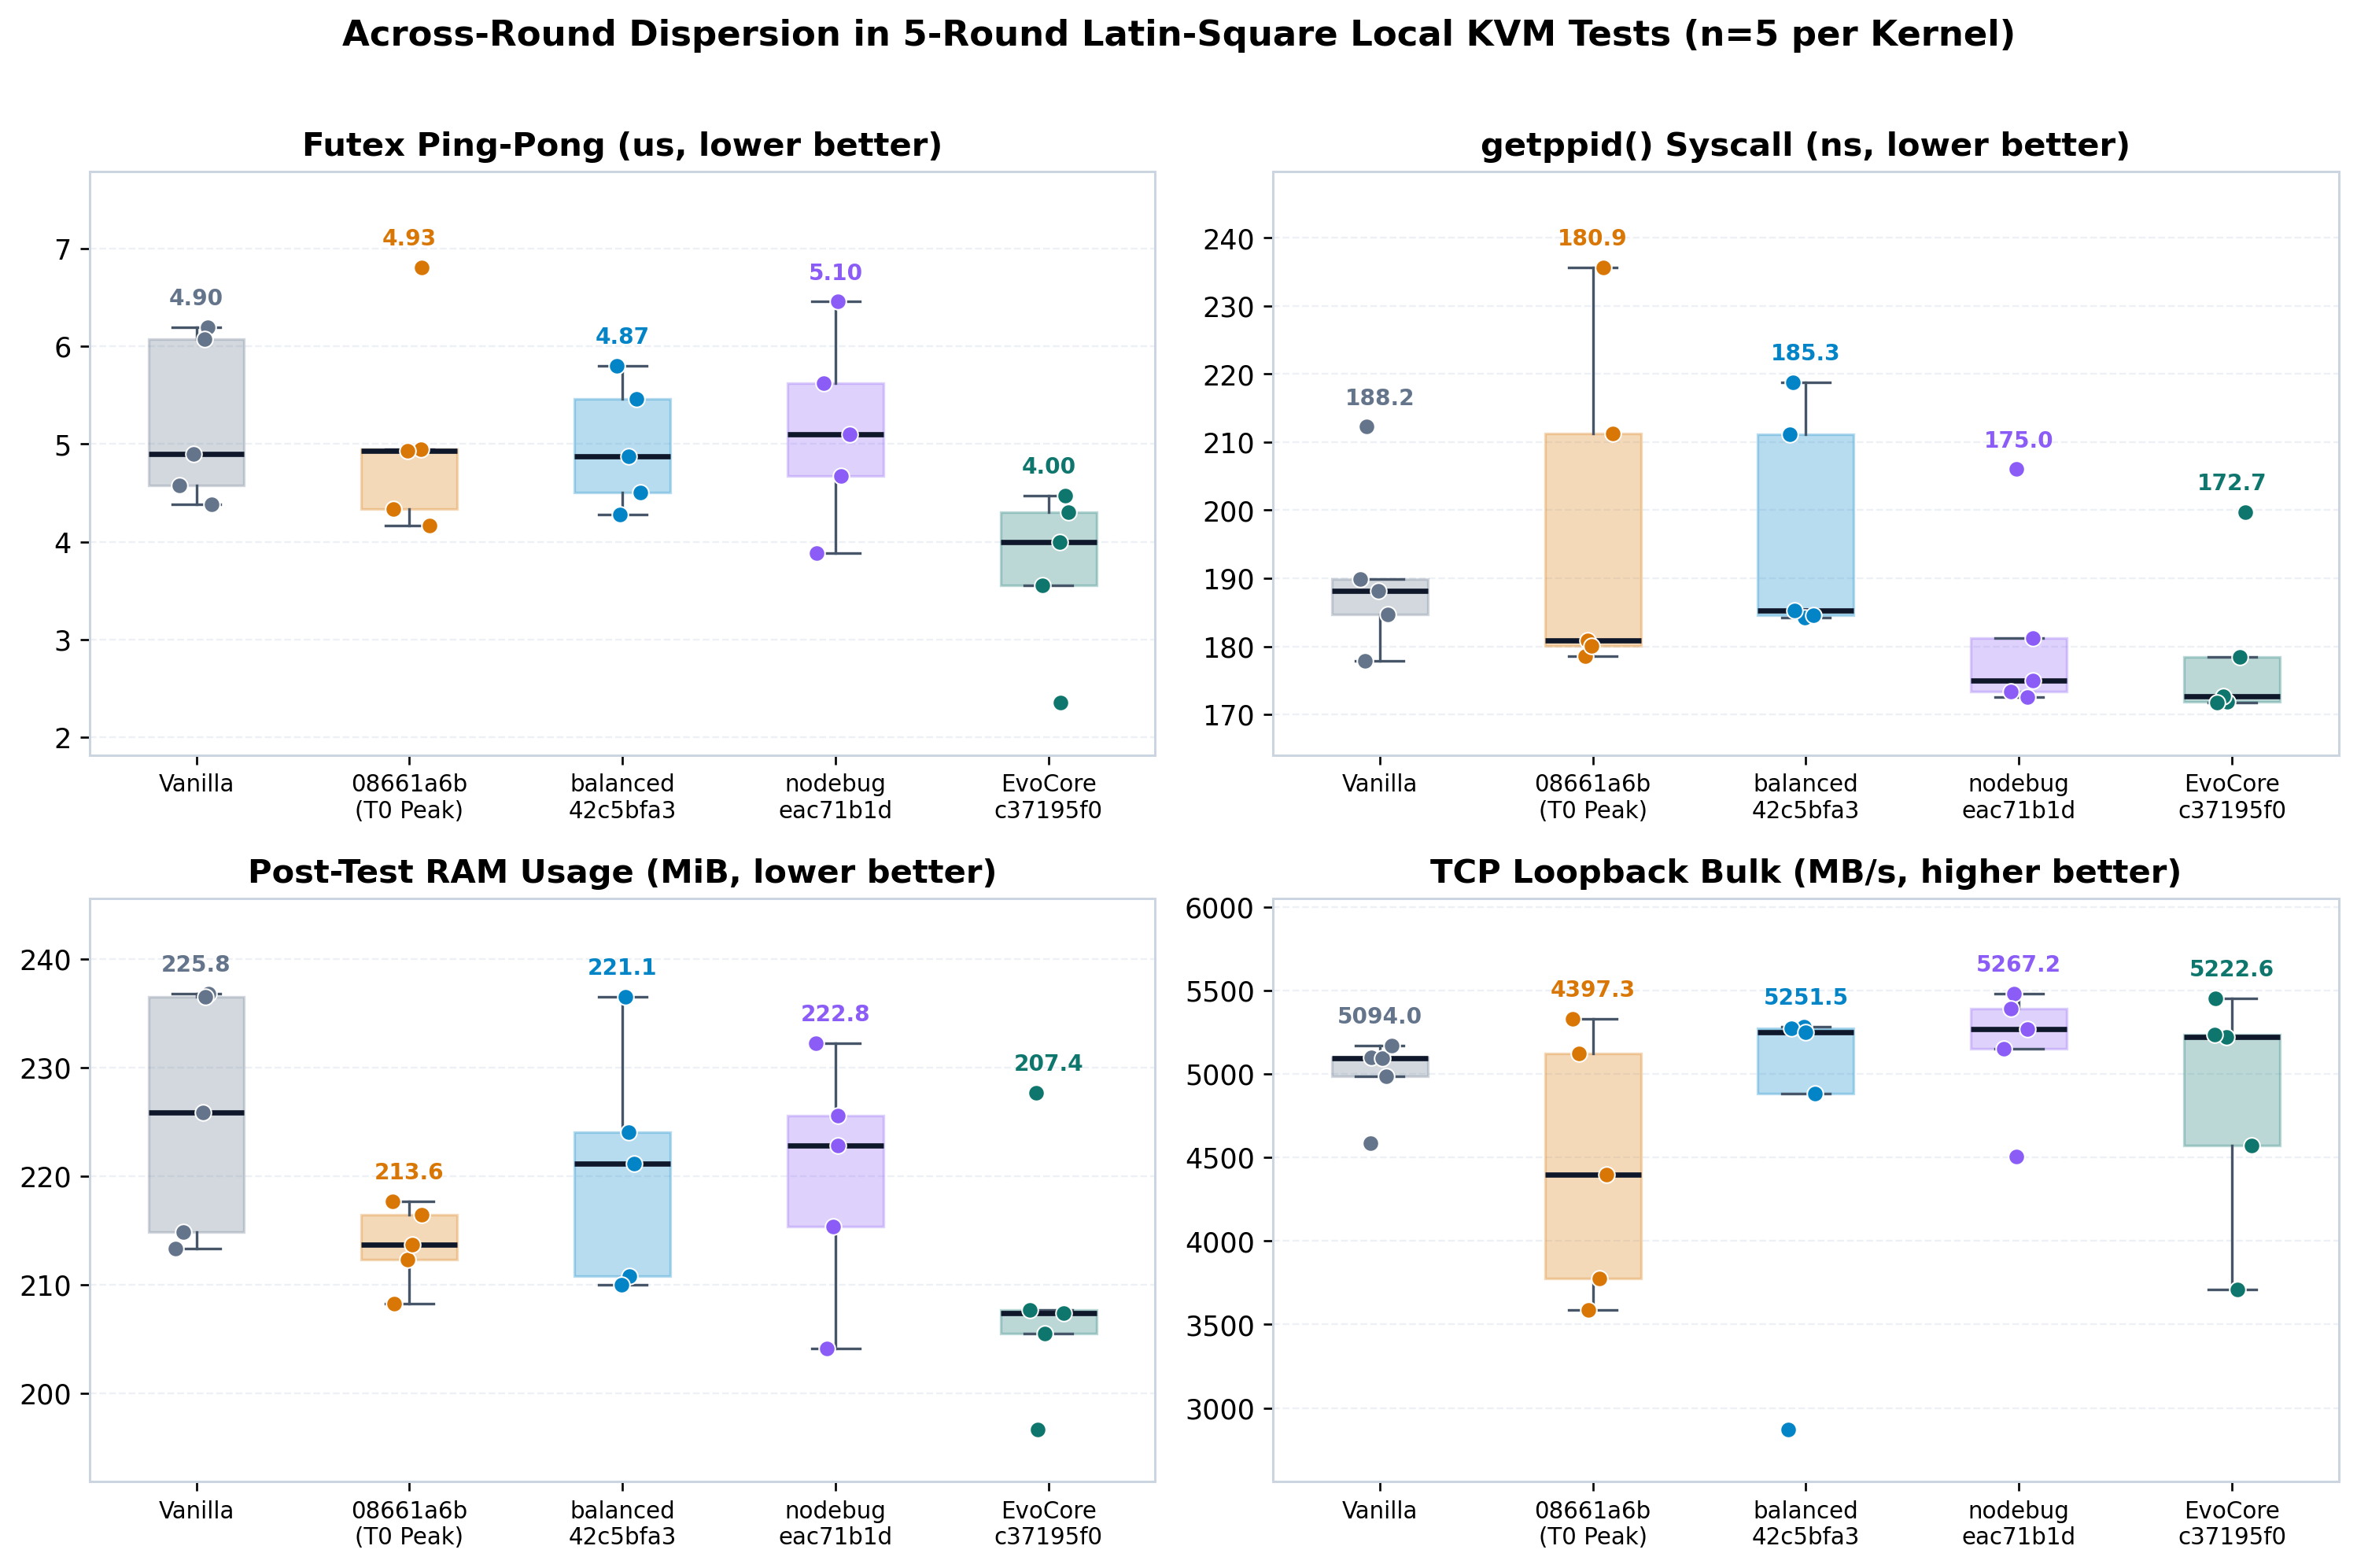 Across-Round Dispersion in 5-Round Latin-Square Local KVM Tests (n=5 per Kernel)
Futex Ping-Pong (us, lower better)
7
6
5
4
3
2
4.90
4.93
4.87
5.10
4.00
Vanilla
08661a6b
(T0 Peak)
balanced
42c5bfa3
nodebug
eac71b1d
EvoCore
c37195f0
getppid() Syscall (ns, lower better)
240
230
220
210
200
190
180
170
188.2
180.9
185.3
175.0
172.7
Vanilla
08661a6b
(T0 Peak)
balanced
42c5bfa3
nodebug
eac71b1d
EvoCore
c37195f0
Post-Test RAM Usage (MiB, lower better)
240
230
220
210
200
225.8
213.6
221.1
222.8
207.4
Vanilla
08661a6b
(T0 Peak)
balanced
42c5bfa3
nodebug
eac71b1d
EvoCore
c37195f0
TCP Loopback Bulk (MB/s, higher better)
6000
5500
5000
4500
4000
3500
3000
5094.0
4397.3
5251.5
5267.2
5222.6
Vanilla
08661a6b
(T0 Peak)
balanced
42c5bfa3
nodebug
eac71b1d
EvoCore
c37195f0